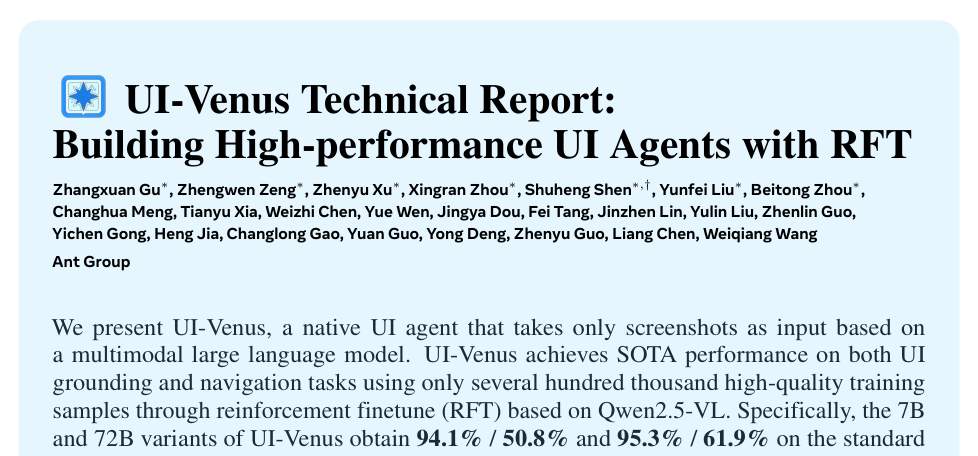 UI-Venus Technical Report:
Building High-performance UI Agents with RFT
Zhangxuan Gu*, Zhengwen Zeng*, Zhenyu Xu*, Xingran Zhou*, Shuheng Shen*,†, Yunfei Liu*, Beitong Zhou*,
Changhua Meng, Tianyu Xia, Weizhi Chen, Yue Wen, Jingya Dou, Fei Tang, Jinzhen Lin, Yulin Liu, Zhenlin Guo,
Yichen Gong, Heng Jia, Changlong Gao, Yuan Guo, Yong Deng, Zhenyu Guo, Liang Chen, Weiqiang Wang
Ant Group
We present UI-Venus, a native UI agent that takes only screenshots as input based on
a multimodal large language model. UI-Venus achieves SOTA performance on both UI
grounding and navigation tasks using only several hundred thousand high-quality training
samples through reinforcement finetune (RFT) based on Qwen2.5-VL. Specifically, the 7B
and 72B variants of UI-Venus obtain 94.1% / 50.8% and 95.3% / 61.9% on the standard